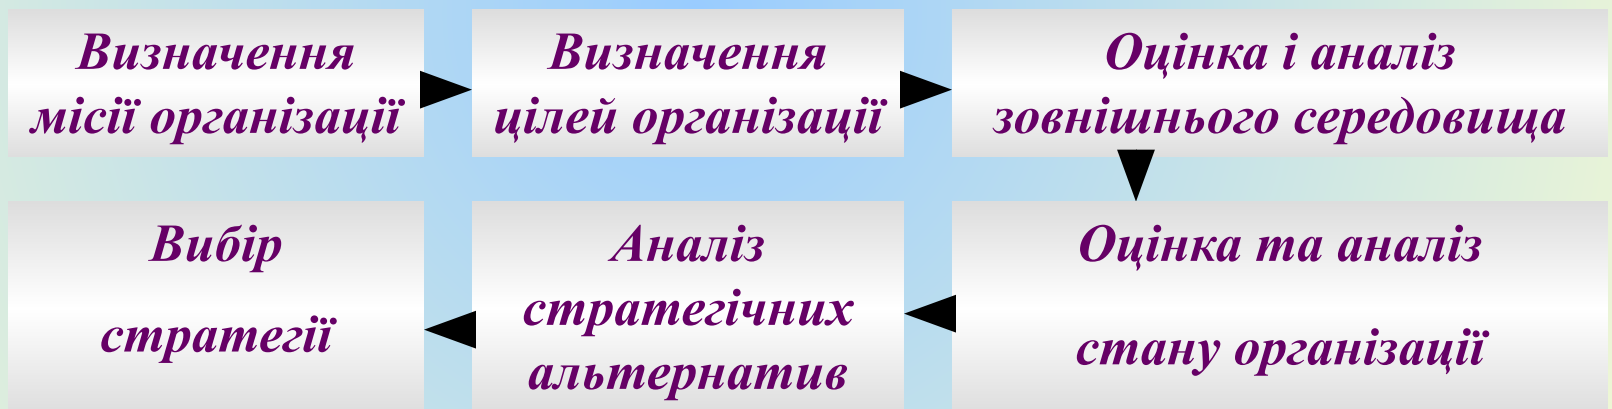 Визначення
місії організації
Визначення
цілей організації
Оцінка і аналіз
зовнішнього середовища
Оцінка та аналіз
стану організації
Аналіз
стратегічних
альтернатив
Вибір
стратегії